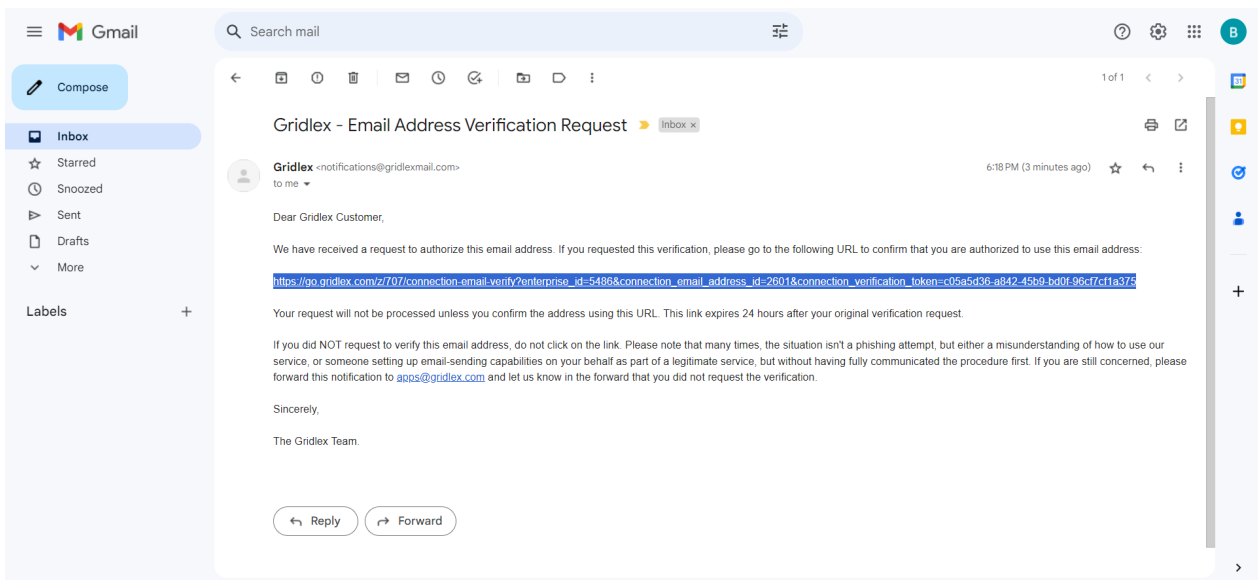 Gmail
Search mail
B
Compose
1 of 1
31
Inbox
Starred
Snoozed
Sent
Drafts
More
Labels
Gridlex - Email Address Verification Request Inbox x
Gridlex <notifications@gridlexmail.com> 6:18 PM (3 minutes ago)
to me
Dear Gridlex Customer,
We have received a request to authorize this email address. If you requested this verification, please go to the following URL to confirm that you are authorized to use this email address:
https://go.gridlex.com/z/707/connection-email-verify?enterprise_id=5486&connection_email_address_id=2601&connection_verification_token=c05a5d36-a842-45b9-bd0f-96cf7cf1a375
Your request will not be processed unless you confirm the address using this URL. This link expires 24 hours after your original verification request.
If you did NOT request to verify this email address, do not click on the link. Please note that many times, the situation isn't a phishing attempt, but either a misunderstanding of how to use our
service, or someone setting up email-sending capabilities on your behalf as part of a legitimate service, but without having fully communicated the procedure first. If you are still concerned, please
forward this notification to apps@gridlex.com and let us know in the forward that you did not request the verification.
Sincerely,
The Gridlex Team.
Reply
Forward